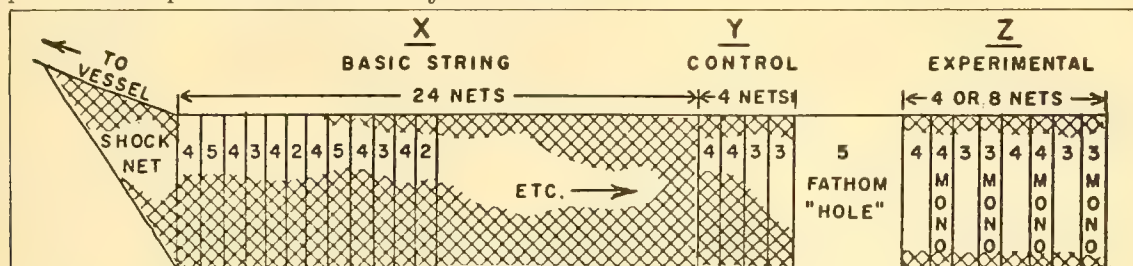 X Y Z
TO VESSEL
BASIC STRING CONTROL EXPERIMENTAL
24 NETS 4 NETS 4 OR 8 NETS
SHOCK NET
4 5 4 3 4 2 4 5 4 3 4 2
ETC.
4 4 3 3
5 FATHOM "HOLE"
4 4 3 3 4 4 3 3
MONO MONO MONO MONO